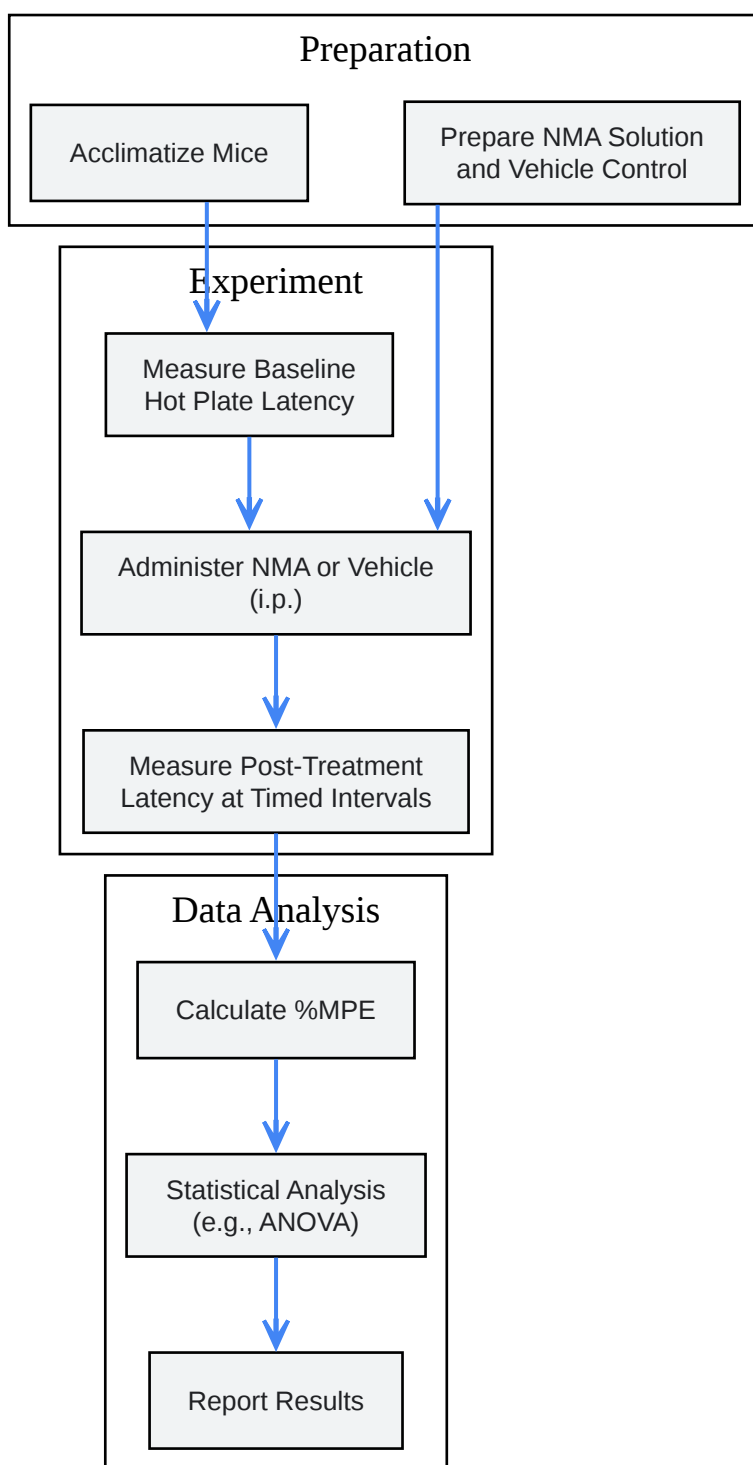 Preparation
Acclimatize Mice
Prepare NMA Solution
and Vehicle Control
Experiment
Measure Baseline
Hot Plate Latency
Administer NMA or Vehicle
(i.p.)
Measure Post-Treatment
Latency at Timed Intervals
Data Analysis
Calculate %MPE
Statistical Analysis
(e.g., ANOVA)
Report Results